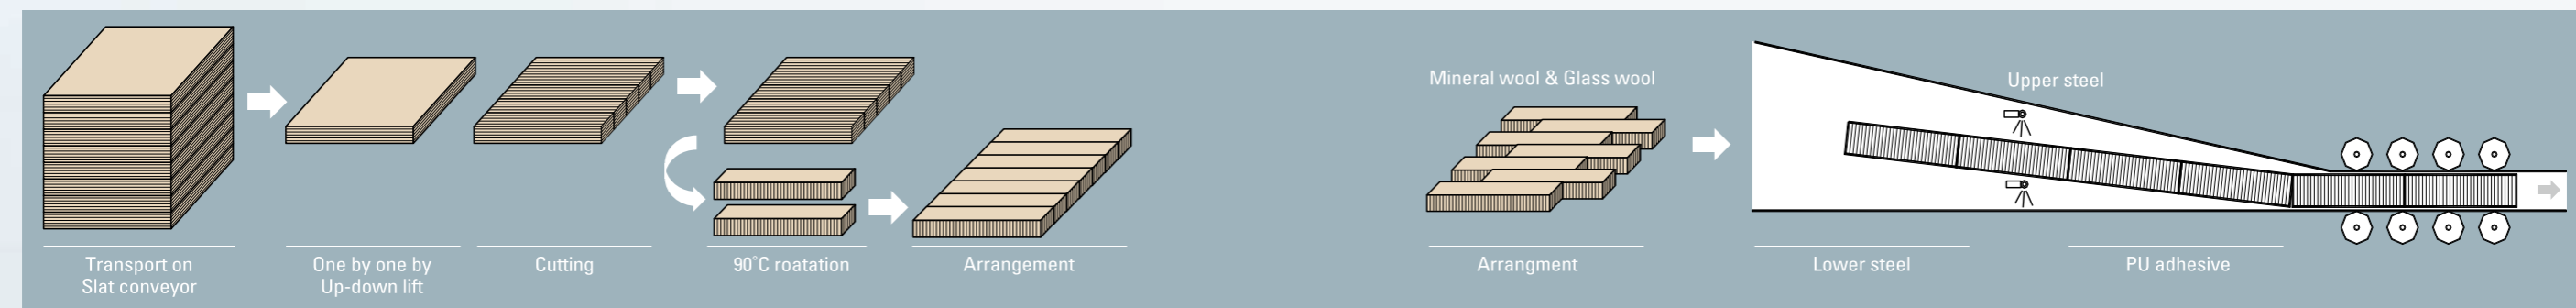 Mineral wool & Glass wool
Upper steel
Transport on
Slat conveyor
One by one by
Up-down lift
Cutting
90°C roatation
Arrangement
Arrangment
Lower steel
PU adhesive